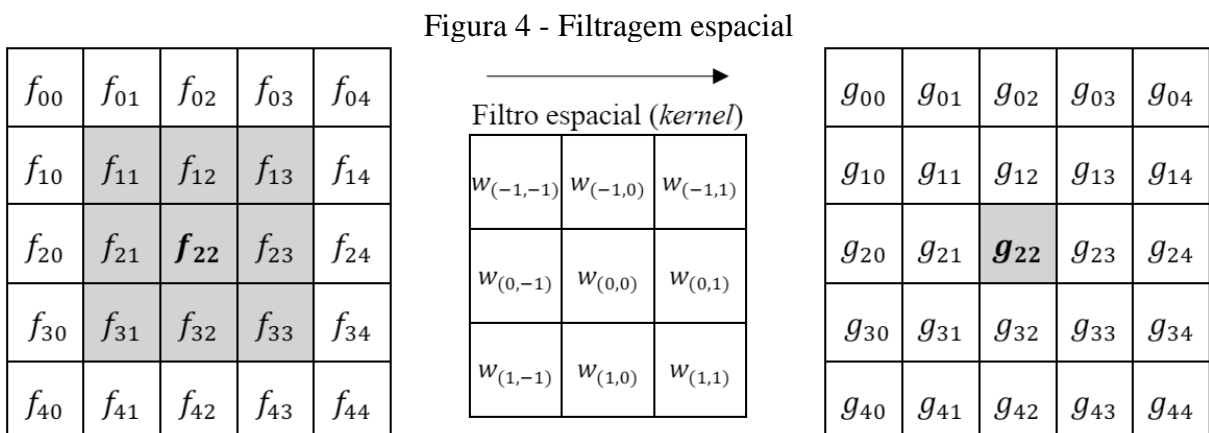 Figura 4 - Filtragem espacial
f₀₀ f₀₁ f₀₂ f₀₃ f₀₄
f₁₀ f₁₁ f₁₂ f₁₃ f₁₄
f₂₀ f₂₁ f₂₂ f₂₃ f₂₄
f₃₀ f₃₁ f₃₂ f₃₃ f₃₄
f₄₀ f₄₁ f₄₂ f₄₃ f₄₄
Filtro espacial (kernel)
w₍₋₁,₋₁₎ w₍₋₁,₀₎ w₍₋₁,₁₎
w₍₀,₋₁₎ w₍₀,₀₎ w₍₀,₁₎
w₍₁,₋₁₎ w₍₁,₀₎ w₍₁,₁₎
g₀₀ g₀₁ g₀₂ g₀₃ g₀₄
g₁₀ g₁₁ g₁₂ g₁₃ g₁₄
g₂₀ g₂₁ g₂₂ g₂₃ g₂₄
g₃₀ g₃₁ g₃₂ g₃₃ g₃₄
g₄₀ g₄₁ g₄₂ g₄₃ g₄₄